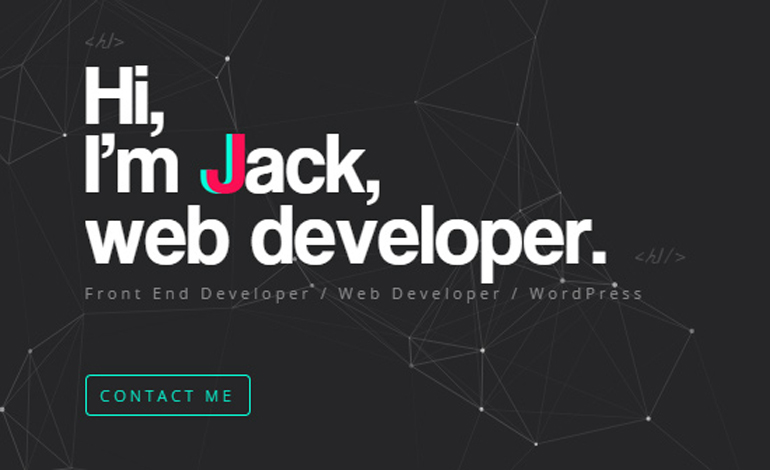 <h1>
Hi,
I’m Jack,
web developer.
<h1/>
Front End Developer / Web Developer / WordPress
CONTACT ME